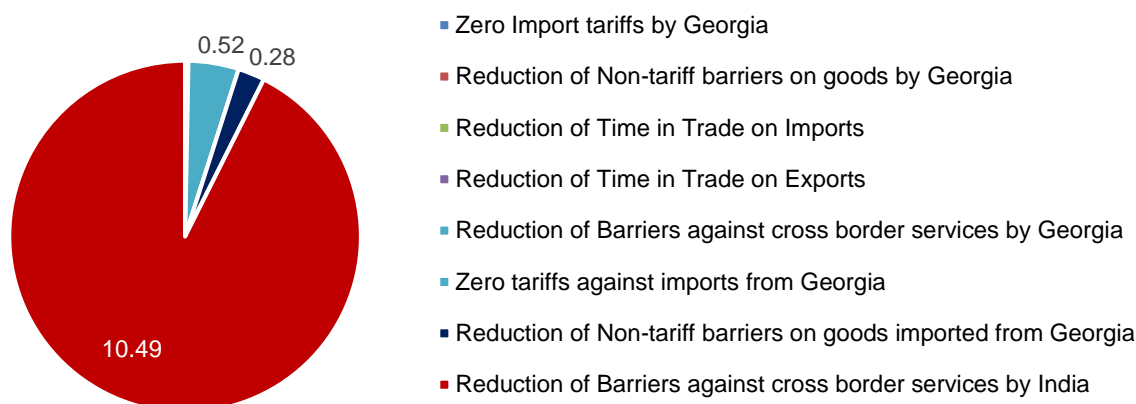 0.52
0.28
10.49
Zero Import tariffs by Georgia
Reduction of Non-tariff barriers on goods by Georgia
Reduction of Time in Trade on Imports
Reduction of Time in Trade on Exports
Reduction of Barriers against cross border services by Georgia
Zero tariffs against imports from Georgia
Reduction of Non-tariff barriers on goods imported from Georgia
Reduction of Barriers against cross border services by India